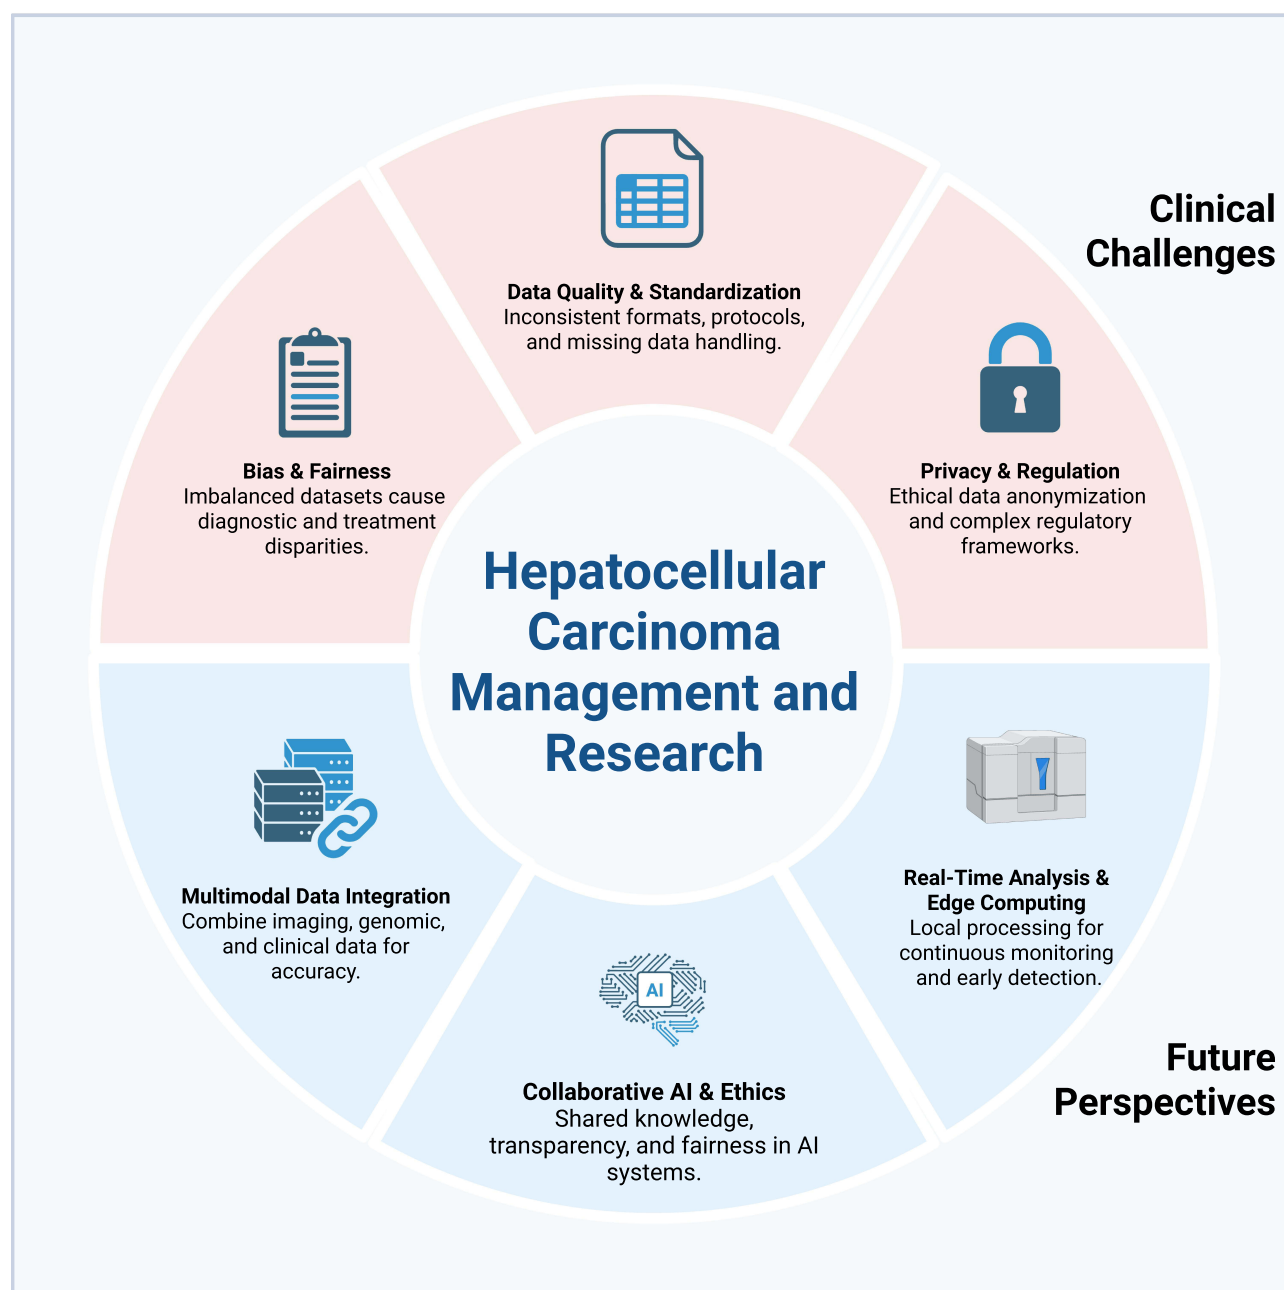 Clinical
Challenges
Data Quality & Standardization
Inconsistent formats, protocols,
and missing data handling.
Bias & Fairness
Imbalanced datasets cause
diagnostic and treatment
disparities.
Privacy & Regulation
Ethical data anonymization
and complex regulatory
frameworks.
Hepatocellular
Carcinoma
Management and
Research
Multimodal Data Integration
Combine imaging, genomic,
and clinical data for
accuracy.
Real-Time Analysis &
Edge Computing
Local processing for
continuous monitoring
and early detection.
AI
Collaborative AI & Ethics
Shared knowledge,
transparency, and fairness in AI
systems.
Future
Perspectives